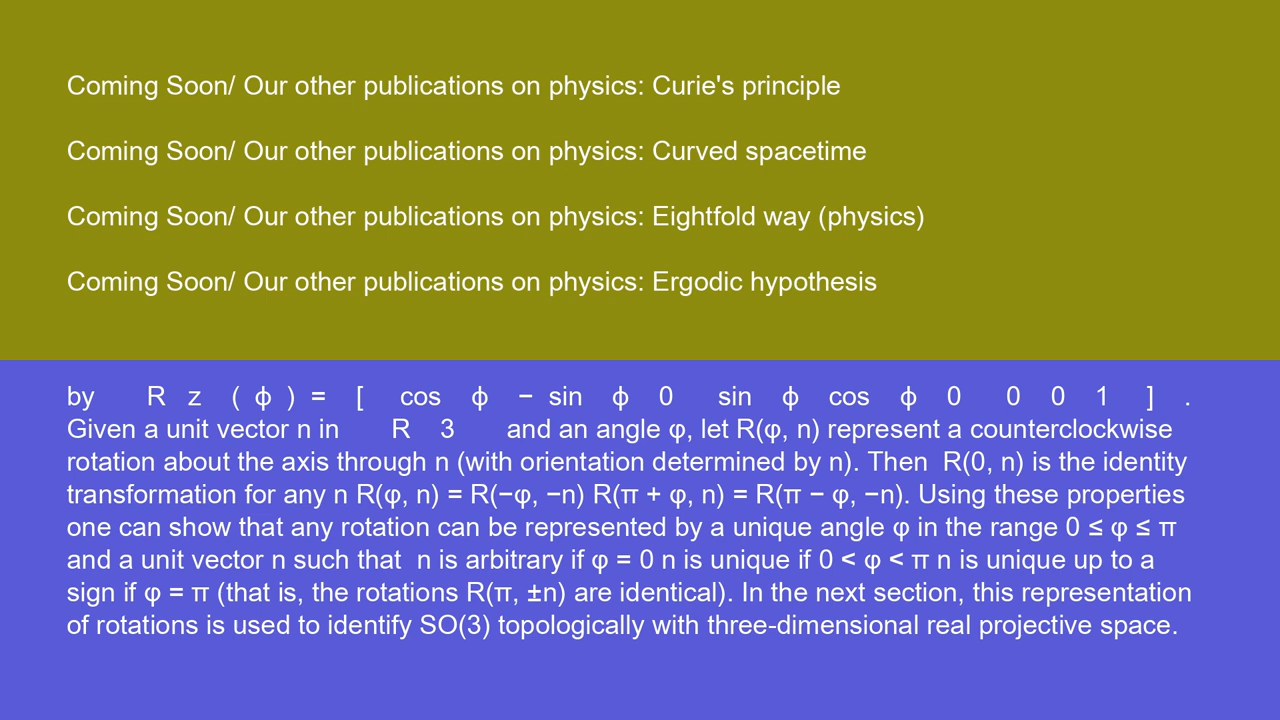 Coming Soon/ Our other publications on physics: Curie's principle
Coming Soon/ Our other publications on physics: Curved spacetime
Coming Soon/ Our other publications on physics: Eightfold way (physics)
Coming Soon/ Our other publications on physics: Ergodic hypothesis
by R z ( ϕ ) = [ cos ϕ − sin ϕ 0 sin ϕ cos ϕ 0 0 0 1 ] .
Given a unit vector n in R 3 and an angle φ, let R(φ, n) represent a counterclockwise
rotation about the axis through n (with orientation determined by n). Then R(0, n) is the identity
transformation for any n R(φ, n) = R(−φ, −n) R(π + φ, n) = R(π − φ, −n). Using these properties
one can show that any rotation can be represented by a unique angle φ in the range 0 ≤ φ ≤ π
and a unit vector n such that n is arbitrary if φ = 0 n is unique if 0 < φ < π n is unique up to a
sign if φ = π (that is, the rotations R(π, ±n) are identical). In the next section, this representation
of rotations is used to identify SO(3) topologically with three-dimensional real projective space.